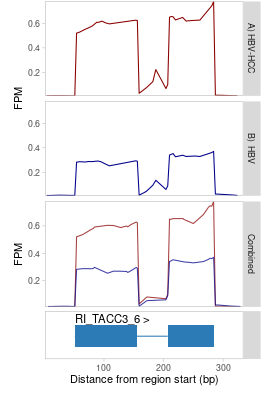 0.6
0.4
0.2
A) HBV-HCC
FPM
0.6
0.4
0.2
B) HBV
0.6
0.4
0.2
FPM
Combined
RI_TACC3_6 >
0
100
200
300
Distance from region start (bp)